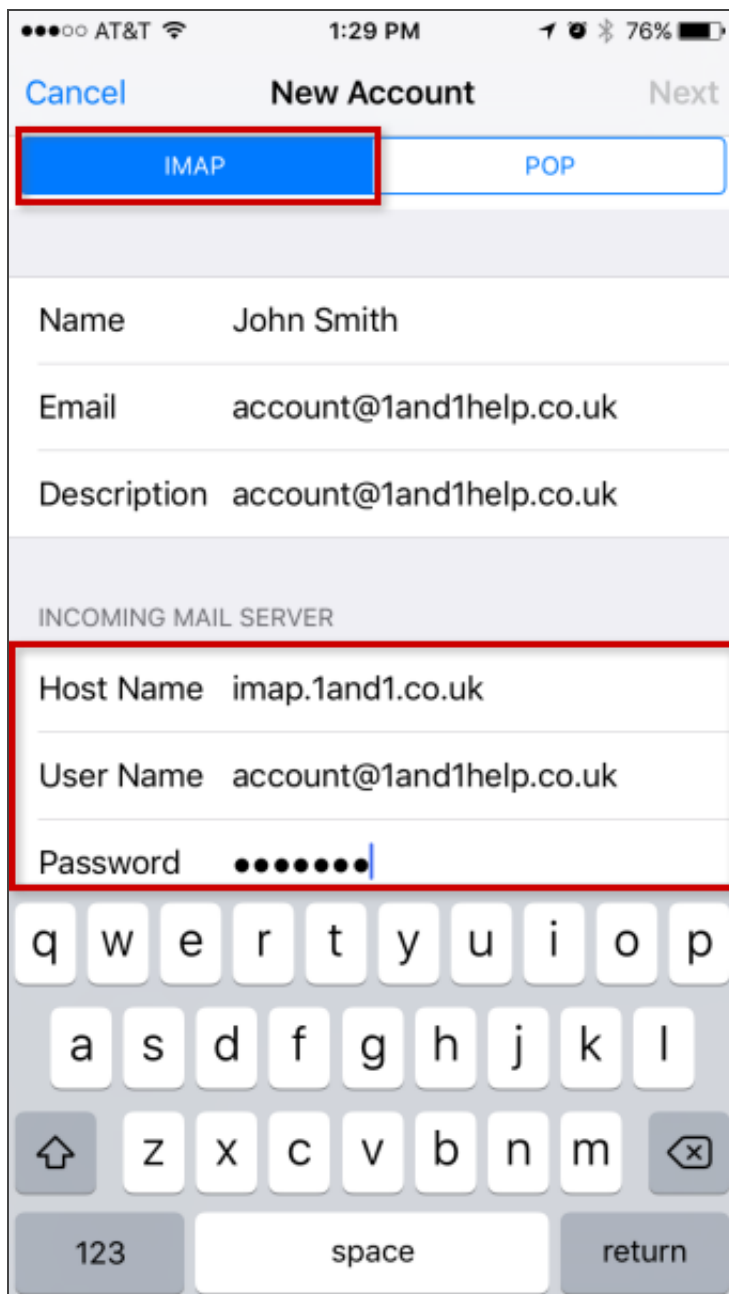 AT&T 1:29 PM 76%
Cancel New Account Next
IMAP POP
Name John Smith
Email account@1and1help.co.uk
Description account@1and1help.co.uk
INCOMING MAIL SERVER
Host Name imap.1and1.co.uk
User Name account@1and1help.co.uk
Password •••••••
q w e r t y u i o p
a s d f g h j k l
z x c v b n m
123 space return